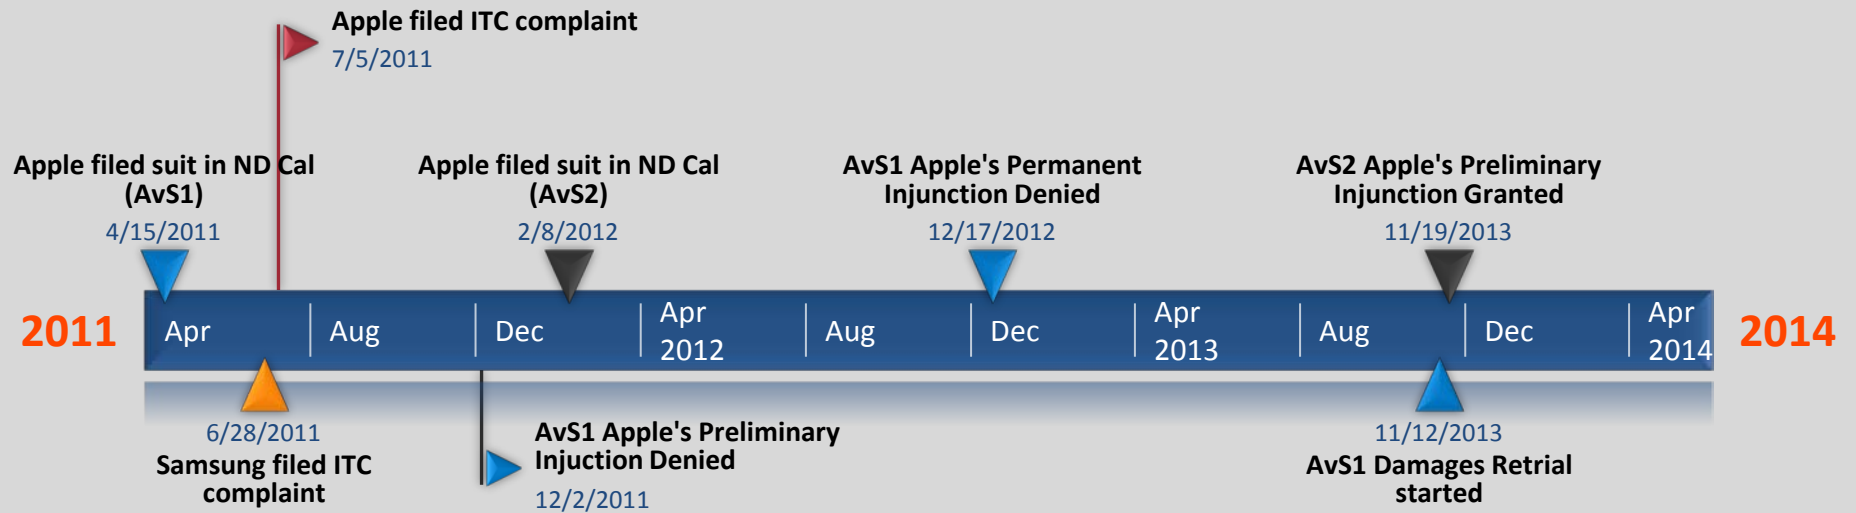 Apple filed ITC complaint
7/5/2011
Apple filed suit in ND Cal
(AvS1)
4/15/2011
Apple filed suit in ND Cal
(AvS2)
2/8/2012
AvS1 Apple's Permanent
Injunction Denied
12/17/2012
AvS2 Apple's Preliminary
Injunction Granted
11/19/2013
2011
Apr
Aug
Dec
Apr
2012
Aug
Dec
Apr
2013
Aug
Dec
Apr
2014
2014
6/28/2011
Samsung filed ITC
complaint
AvS1 Apple's Preliminary
Injuction Denied
12/2/2011
11/12/2013
AvS1 Damages Retrial
started